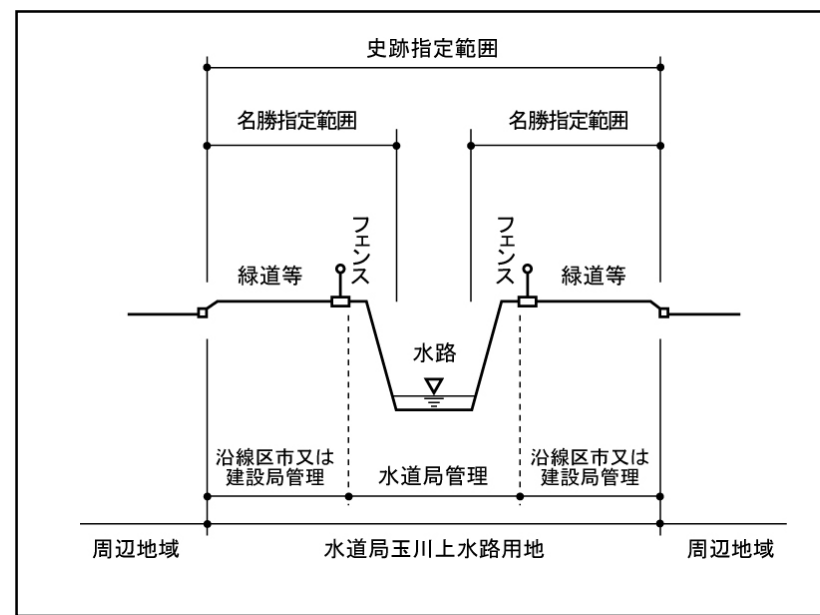 史跡指定範囲
名勝指定範囲
名勝指定範囲
フェンス
フェンス
緑道等
緑道等
水路
沿線区市又は
建設局管理
水道局管理
沿線区市又は
建設局管理
周辺地域
水道局玉川上水路用地
周辺地域